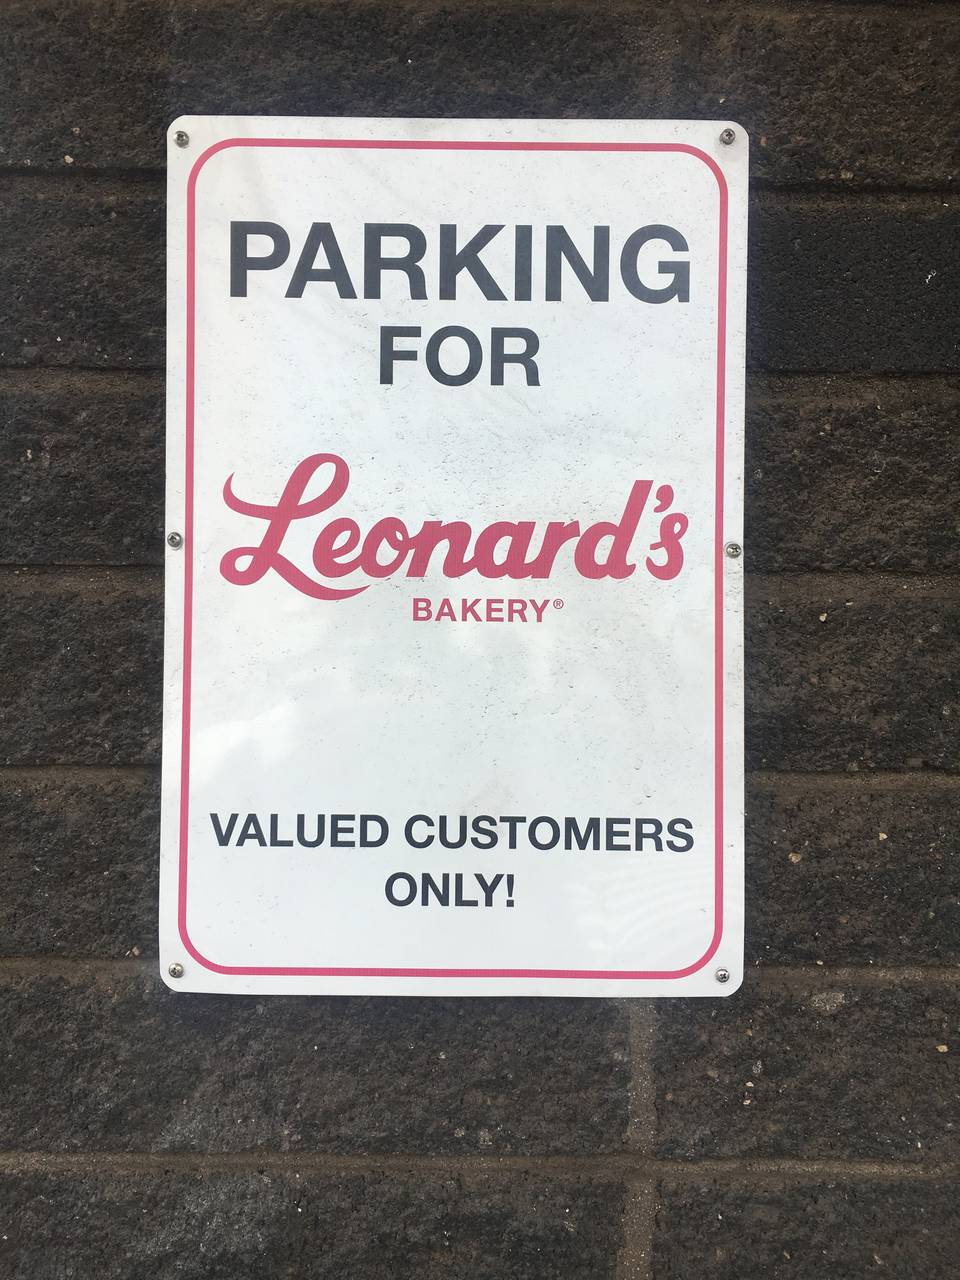 PARKING
FOR
Leonard's
BAKERY®
VALUED CUSTOMERS
ONLY!